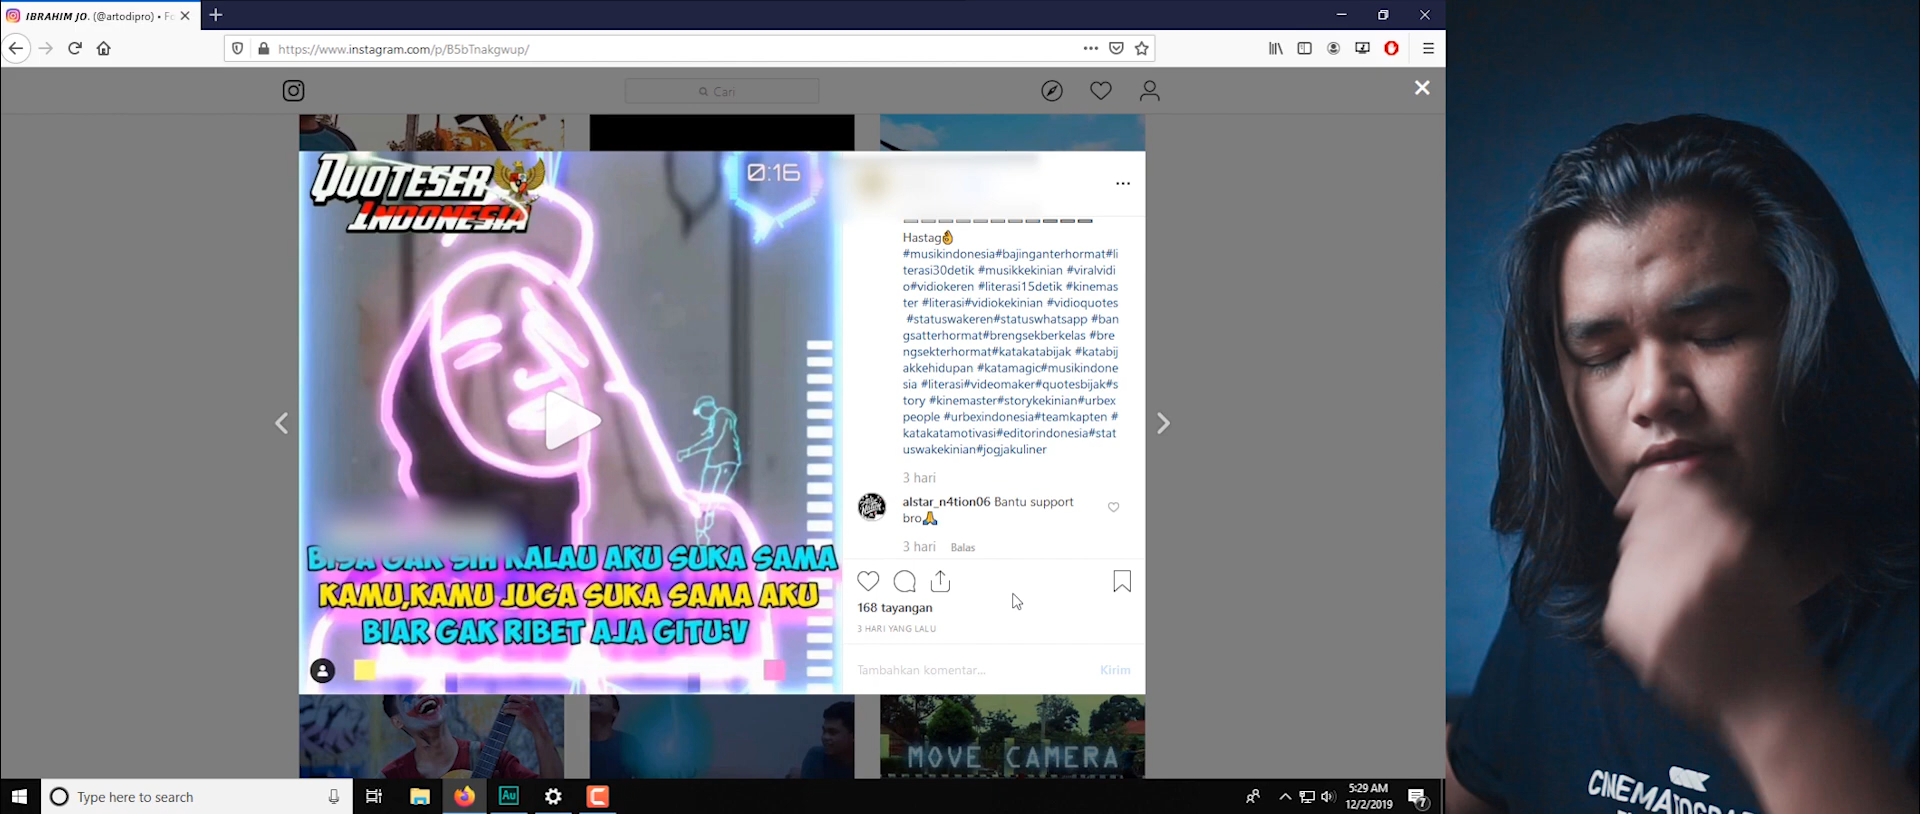 IBRAHIM JO. (@artodipro) •
https://www.instagram.com/p/B5bTnakgwup/
Cari
QUOTESER
INDONESIA
0:16
Hastag👌
#musikindonesia#bajinganterhormat#li
terasi30detik #musikkekinian #viralvidi
o#vidiokeren #literasi15detik #kinemas
ter #literasi#vidiokekinian #vidioquotes
#statuswakeren#statuswhatsapp #ban
gsatterhormat#brengsekberkelas #bre
ngsekterhormat#katakatabijak #katabij
akkehidupan #katamagic#musikindone
sia #literasi#videomaker#quotesbijak#s
tory #kinemaster#storykekinian#urbex
people #urbexindonesia#teamkapten #
katakatamotivasi#editorindonesia#stat
uswakekinian#jogjakuliner
3 hari
alstar_n4tion06 Bantu support
bro🙏
3 hari Balas
168 tayangan
3 HARI YANG LALU
Tambahkan komentar...
Kirim
BISA GAK SIH KALAU AKU SUKA SAMA
KAMU,KAMU JUGA SUKA SAMA AKU
BIAR GAK RIBET AJA GITU:V
MOVE CAMERA
Type here to search
Au
5:29 AM
12/2/2019
7